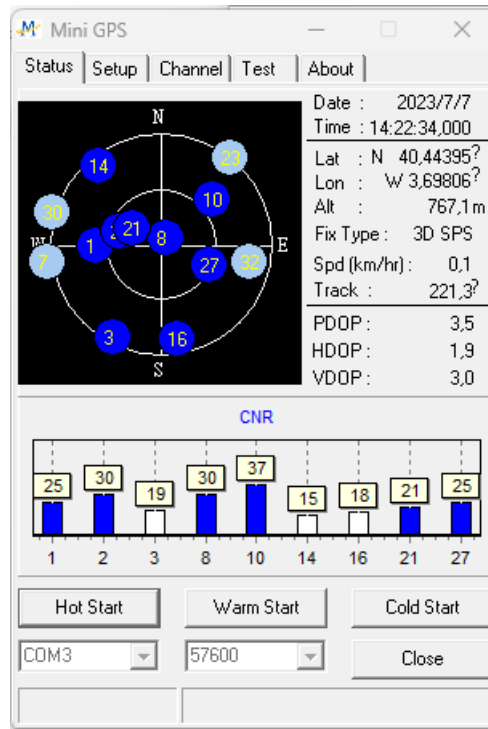 Mini GPS
Status Setup Channel Test About
Date : 2023/7/7
Time : 14:22:34,000
Lat : N 40,44395?
Lon : W 3,69806?
Alt : 767,1 m
Fix Type : 3D SPS
Spd (km/hr) : 0,1
Track : 221,3?
PDOP : 3,5
HDOP : 1,9
VDOP : 3,0
N
14 23
10
30
21
1 8 E
7 27 32
3 16
S
CNR
25 30 19 30 37 15 18 21 25
1 2 3 8 10 14 16 21 27
Hot Start Warm Start Cold Start
COM3 57600 Close